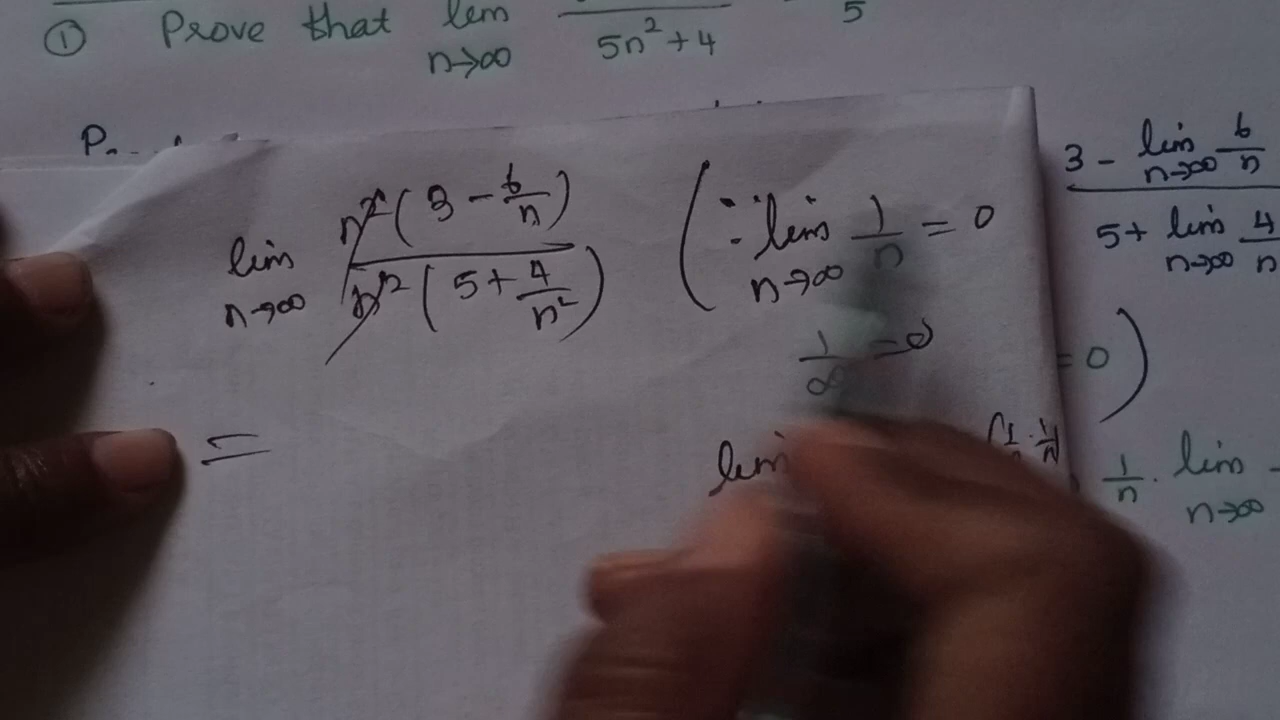 ① Prove that lim n→∞ 5n²+4 5
lim n→∞ n²(3 - 6/n) / n²(5 + 4/n²) (∵ lim n→∞ 1/n = 0
1/∞ = 0
= lim
3 - lim n→∞ 6/n
5 + lim n→∞ 4/n
= 0)
1/n · lim n→∞